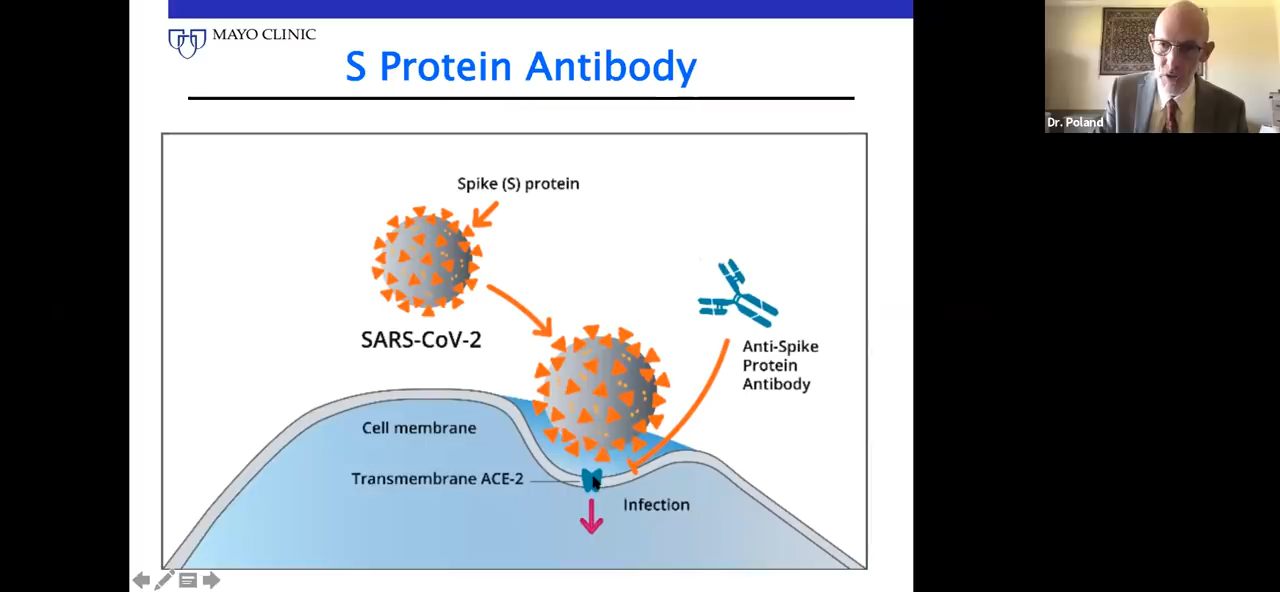 MAYO CLINIC
S Protein Antibody
Dr. Poland
Spike (S) protein
SARS-CoV-2
Anti-Spike
Protein
Antibody
Cell membrane
Transmembrane ACE-2
Infection